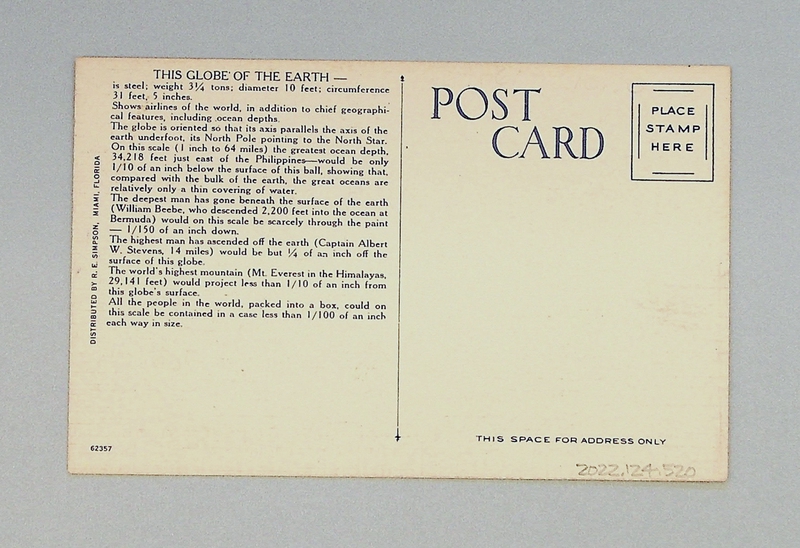 THIS GLOBE OF THE EARTH —
is steel; weight 3¼ tons; diameter 10 feet; circumference
31 feet, 5 inches.
Shows airlines of the world, in addition to chief geographi-
cal features, including ocean depths.
The globe is oriented so that its axis parallels the axis of the
earth underfoot, its North Pole pointing to the North Star.
On this scale (1 inch to 64 miles) the greatest ocean depth,
34,218 feet just east of the Philippines—would be only
1/10 of an inch below the surface of this ball, showing that,
compared with the bulk of the earth, the great oceans are
relatively only a thin covering of water.
The deepest man has gone beneath the surface of the earth
(William Beebe, who descended 2,200 feet into the ocean at
Bermuda) would on this scale be scarcely through the paint
— 1/150 of an inch down.
The highest man has ascended off the earth (Captain Albert
W. Stevens, 14 miles) would be but ¼ of an inch off the
surface of this globe.
The world's highest mountain (Mt. Everest in the Himalayas,
29,141 feet) would project less than 1/10 of an inch from
this globe's surface.
All the people in the world, packed into a box, could on
this scale be contained in a case less than 1/100 of an inch
each way in size.
DISTRIBUTED BY R. E. SIMPSON, MIAMI, FLORIDA
62357
POST
CARD
PLACE
STAMP
HERE
THIS SPACE FOR ADDRESS ONLY
2022.124.520